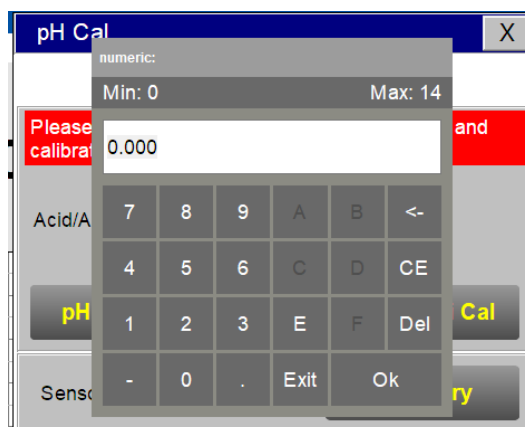 pH Cal
X
numeric:
Min: 0 Max: 14
Please and
calibrat
0.000
Acid/A
7 8 9 A B <-
4 5 6 C D CE
1 2 3 E F Del
- 0 . Exit Ok
pH Cal
Senso ry